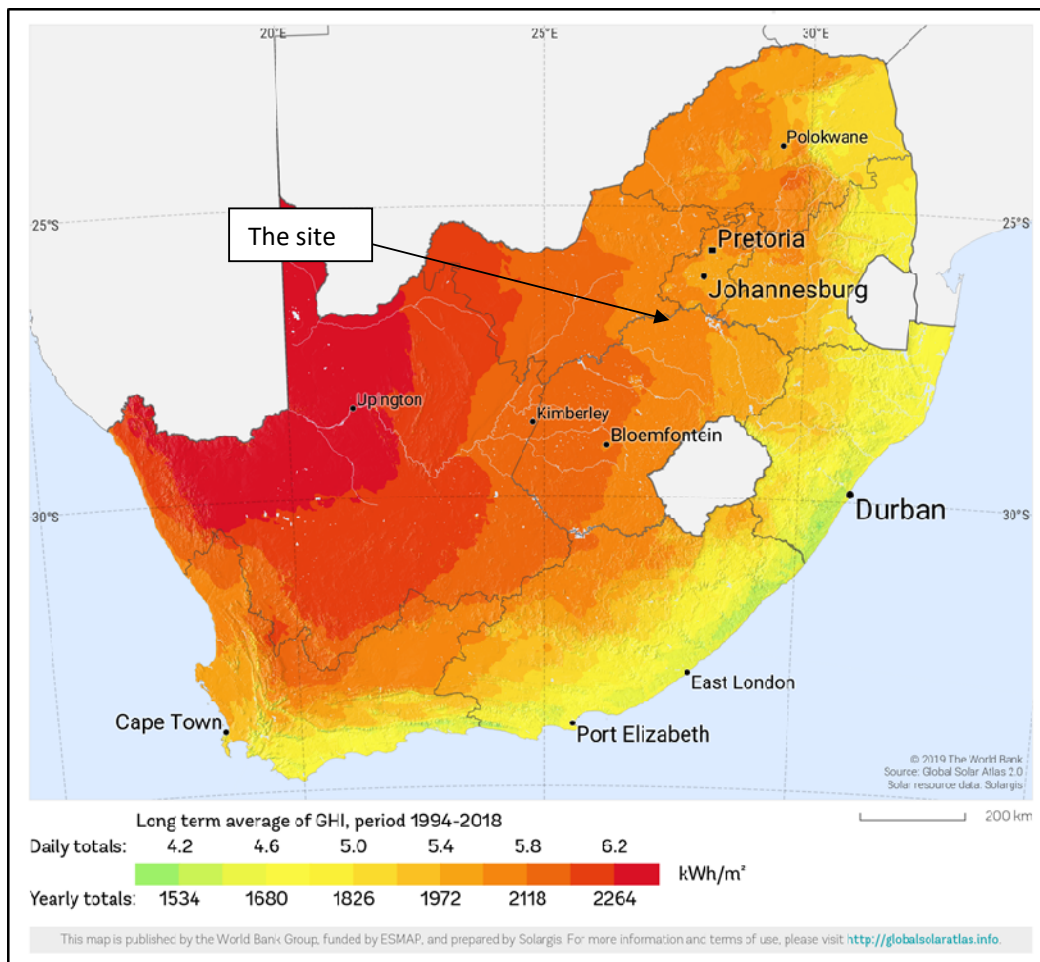 20°E
25°E
30°E
Polokwane
25°S
25°S
The site
Pretoria
Johannesburg
Upington
Kimberley
Bloemfontein
30°S
Durban
30°S
East London
Cape Town
Port Elizabeth
© 2019 The World Bank
Source: Global Solar Atlas 2.0
Solar resource data: Solargis
Long term average of GHI, period 1994-2018
200 km
Daily totals: 4.2 4.6 5.0 5.4 5.8 6.2
kWh/m²
Yearly totals: 1534 1680 1826 1972 2118 2264
This map is published by the World Bank Group, funded by ESMAP, and prepared by Solargis. For more information and terms of use, please visit http://globalsolaratlas.info.